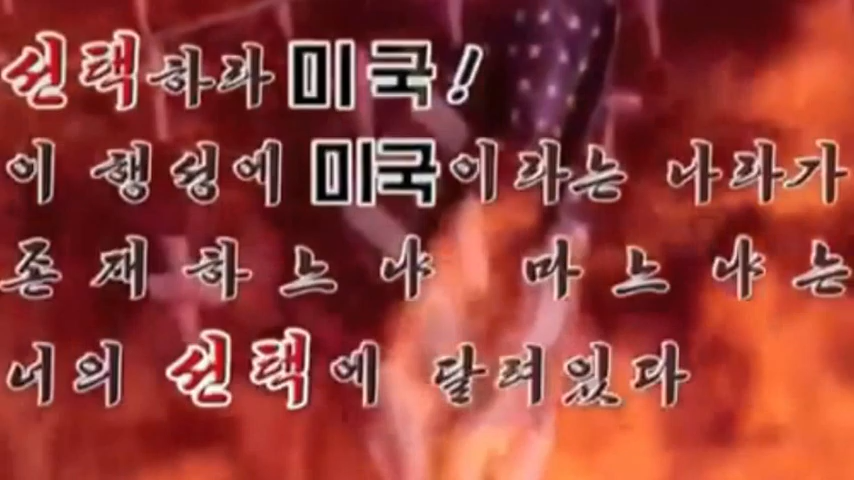 선택하라 미국!
이 행성에 미국이라는 나라가
존재하느냐 마느냐는
너의 선택에 달려있다